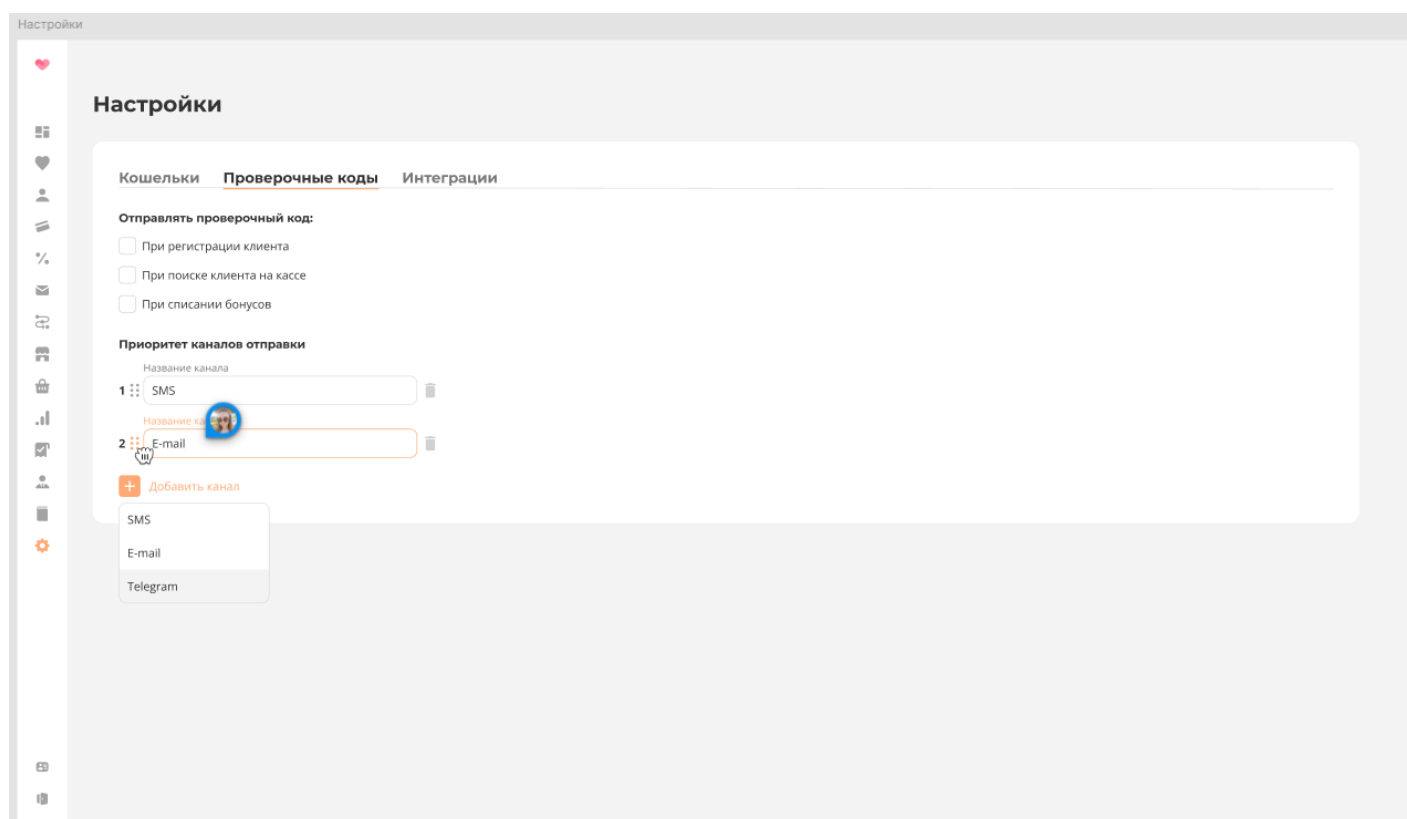 Настройки
Настройки
Кошельки Проверочные коды Интеграции
Отправлять проверочный код:
При регистрации клиента
При поиске клиента на кассе
При списании бонусов
Приоритет каналов отправки
Название канала
1 SMS
Название
2 E-mail
Добавить канал
SMS
E-mail
Telegram